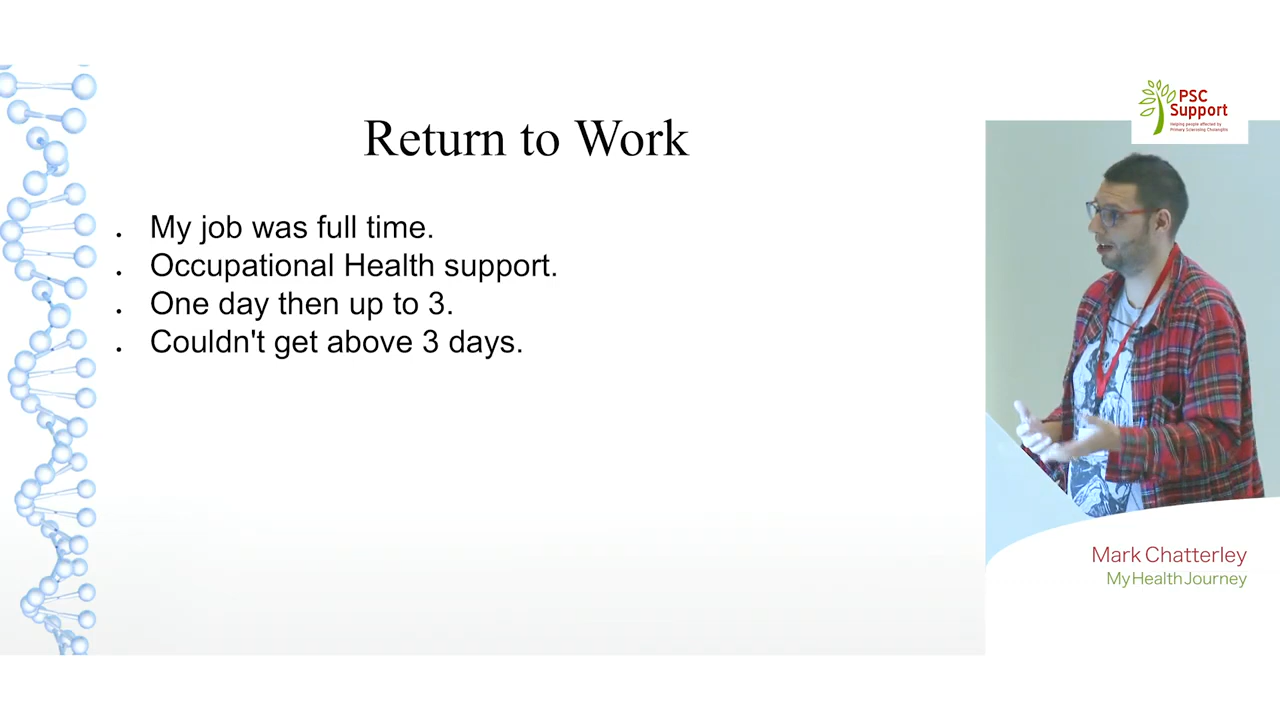 Return to Work
My job was full time.
Occupational Health support.
One day then up to 3.
Couldn't get above 3 days.
PSC
Support
Helping people affected by
Primary Sclerosing Cholangitis
Mark Chatterley
My Health Journey